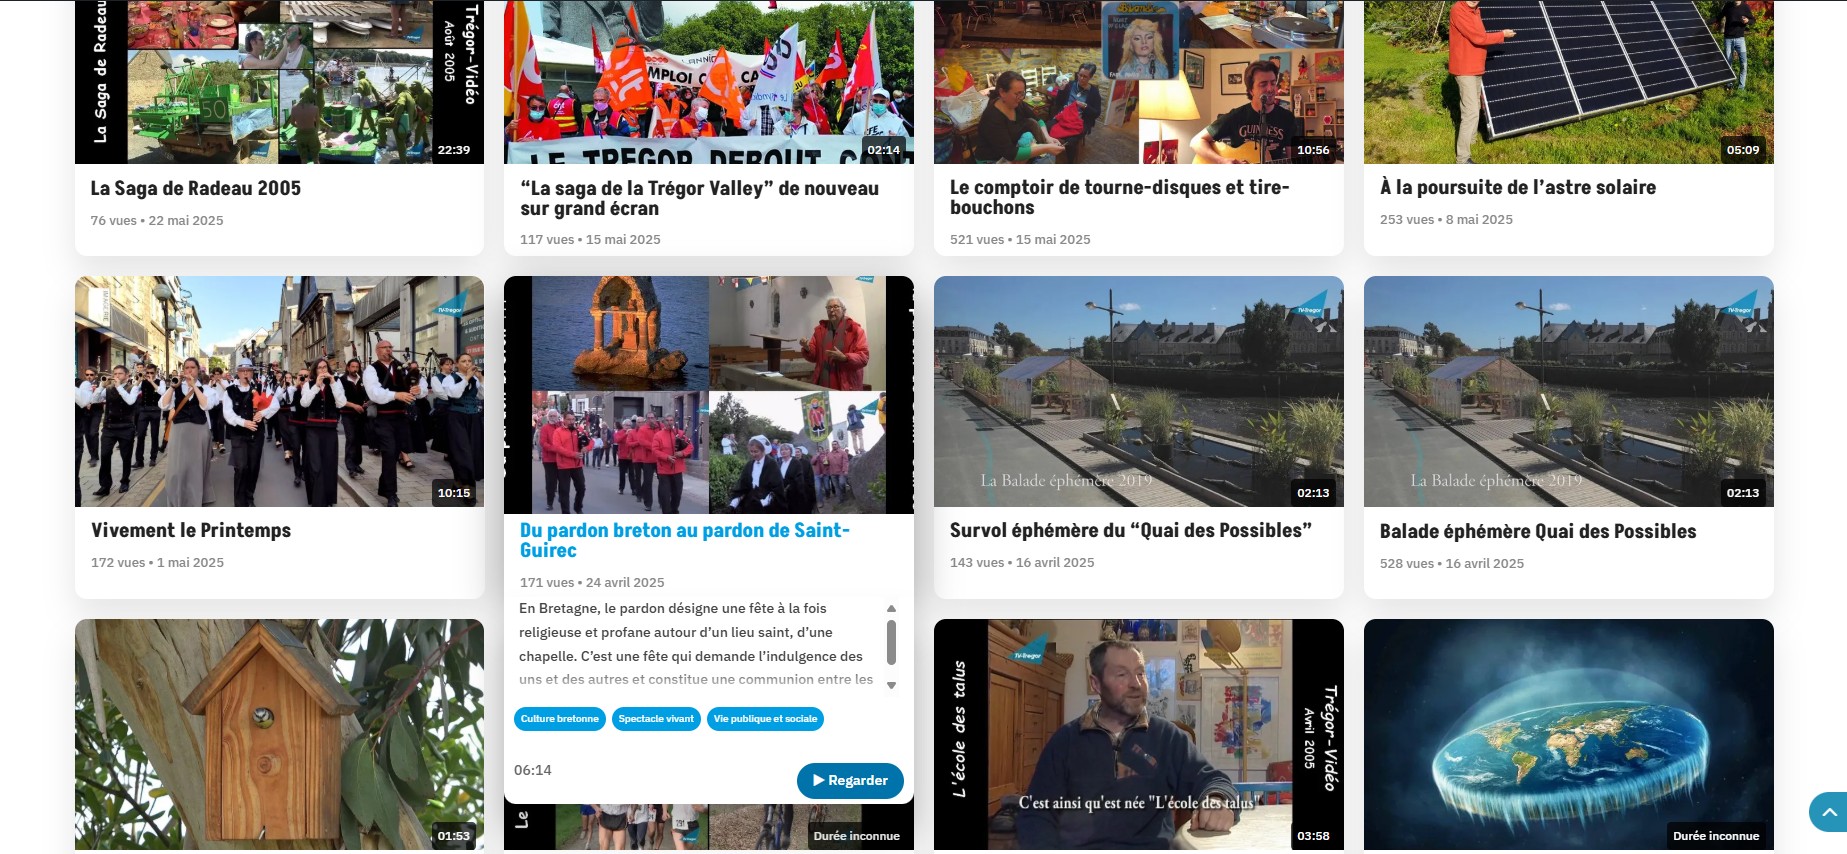 La Saga de Radeau
Août 2005
Trégor-Vidéo
22:39
EMPLOI
LE TREGOR DEBOUT
02:14
GUINNESS
10:56
05:09
La Saga de Radeau 2005
76 vues • 22 mai 2025
“La saga de la Trégor Valley” de nouveau
sur grand écran
117 vues • 15 mai 2025
Le comptoir de tourne-disques et tire-
bouchons
521 vues • 15 mai 2025
À la poursuite de l’astre solaire
253 vues • 8 mai 2025
TV-Tregor
10:15
TV-Tregor
La Balade éphémère 2019
02:13
TV-Tregor
La Balade éphémère 2019
02:13
Vivement le Printemps
172 vues • 1 mai 2025
Du pardon breton au pardon de Saint-
Guirec
171 vues • 24 avril 2025
En Bretagne, le pardon désigne une fête à la fois
religieuse et profane autour d’un lieu saint, d’une
chapelle. C’est une fête qui demande l’indulgence des
uns et des autres et constitue une communion entre les
Culture bretonne
Spectacle vivant
Vie publique et sociale
06:14
Regarder
Survol éphémère du “Quai des Possibles”
143 vues • 16 avril 2025
Balade éphémère Quai des Possibles
528 vues • 16 avril 2025
01:53
Le
Durée inconnue
L'école des talus
TV-Tregor
Avril 2005
Trégor-Vidéo
C'est ainsi qu'est née "L'école des talus"
03:58
Durée inconnue